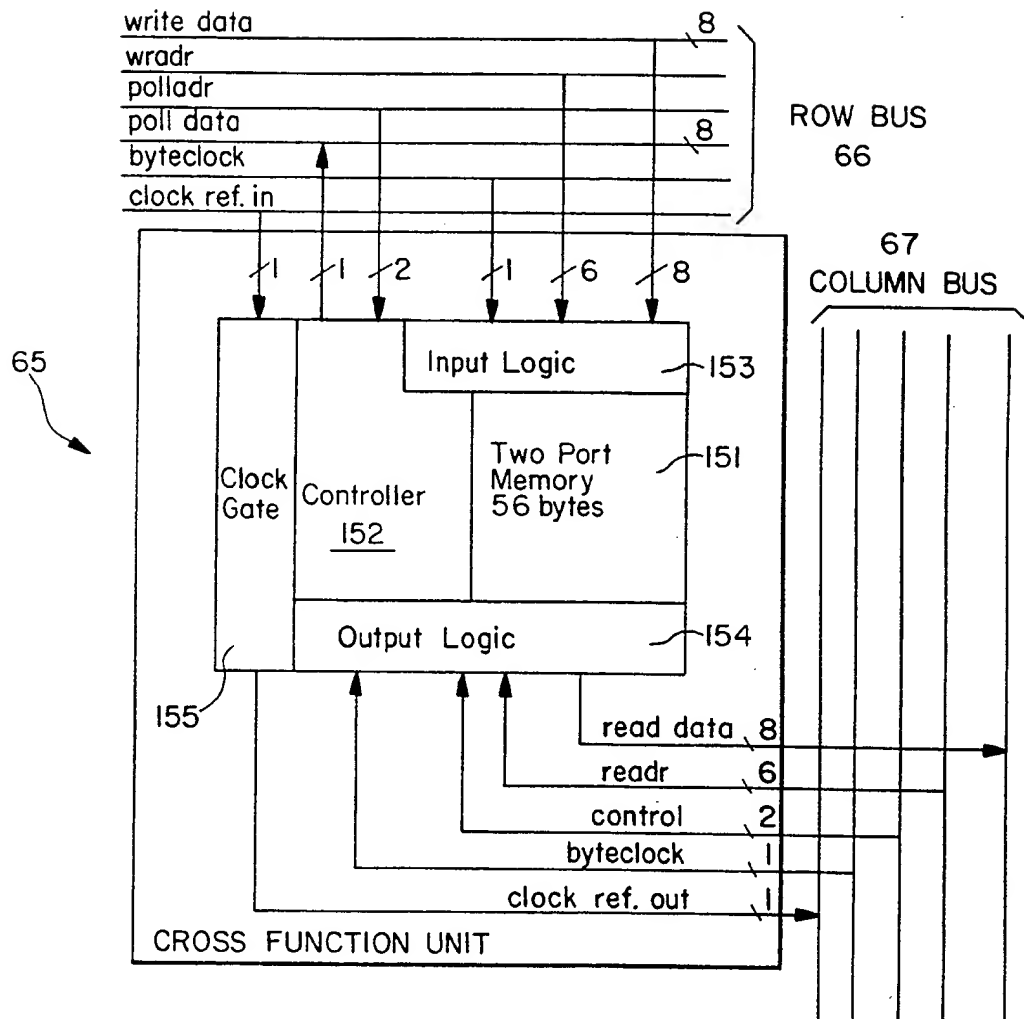 write data 8
wradr
polladr
poll data 8
byteclock
clock ref. in
ROW BUS
66
1 1 2 1 6 8
67
COLUMN BUS
65
Input Logic 153
Two Port
Memory
56 bytes
151
Clock
Gate
Controller
152
Output Logic 154
155
read data 8
readr 6
control 2
byteclock 1
clock ref. out 1
CROSS FUNCTION UNIT